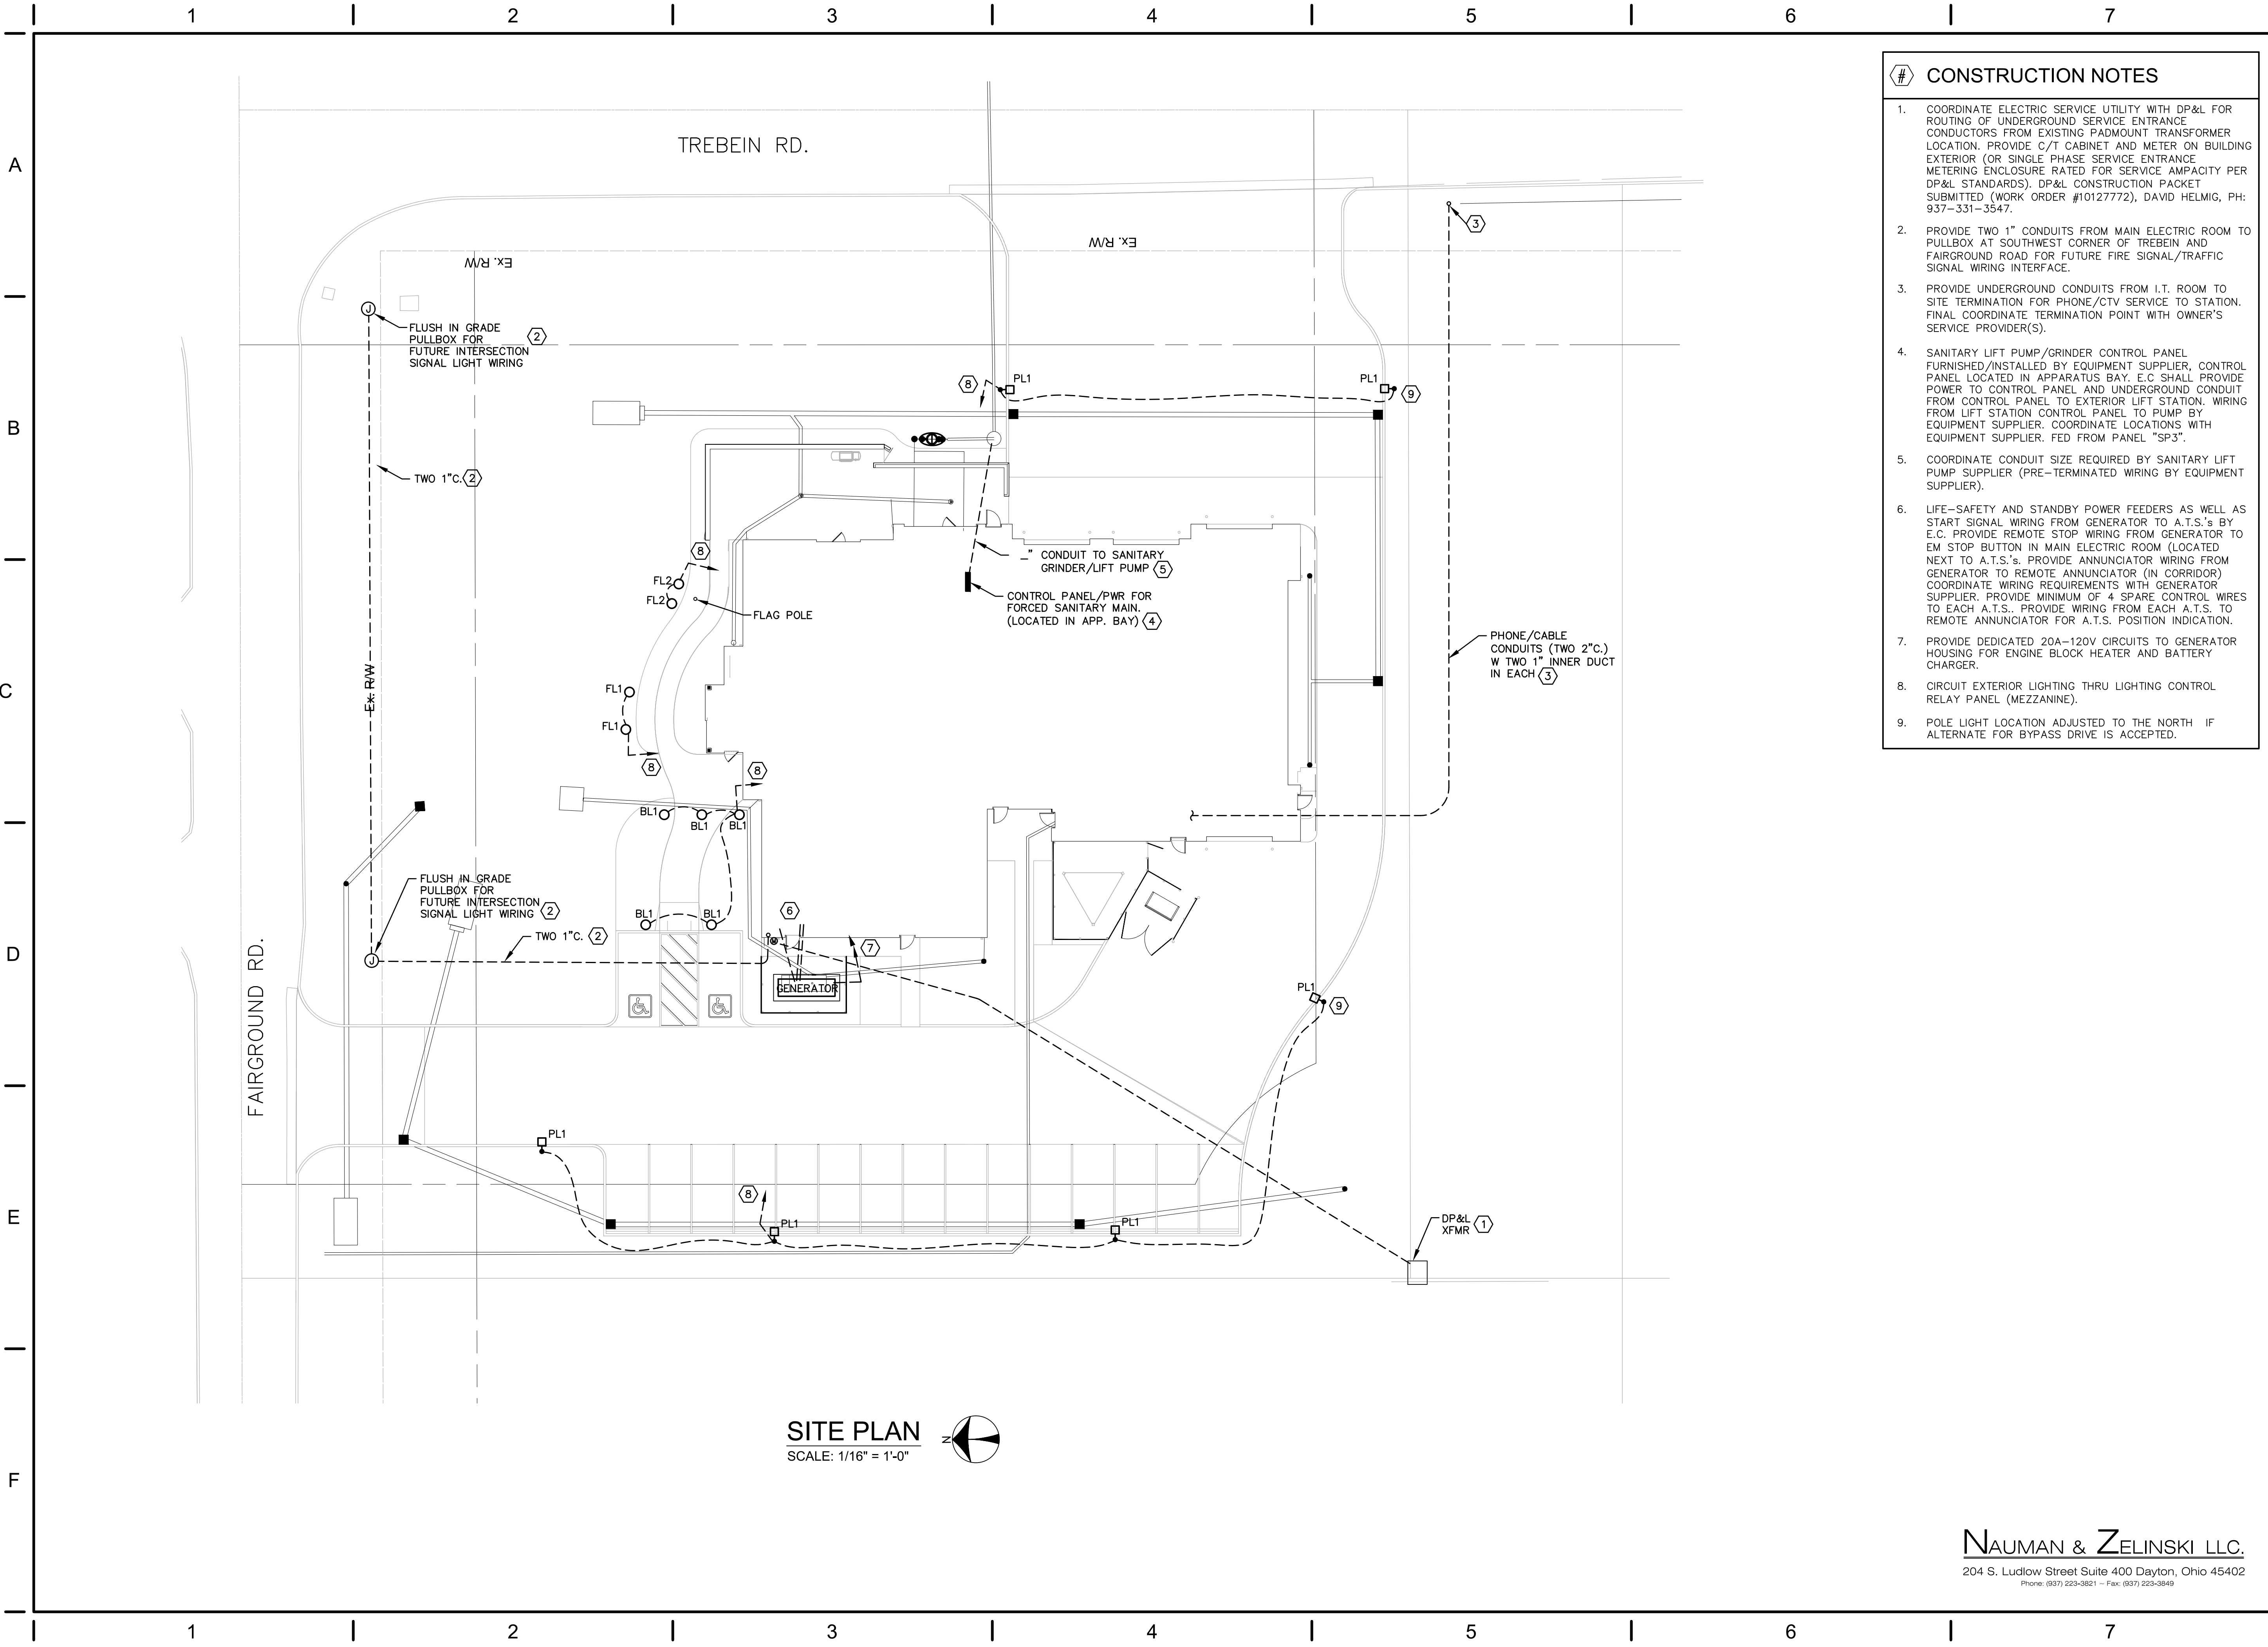 1 2 3 4 5 6 7
A
B
C
D
E
F
TREBEIN RD.
Ex. R/W
Ex. R/W
3
FLUSH IN GRADE
PULLBOX FOR 2
FUTURE INTERSECTION
SIGNAL LIGHT WIRING
8 PL1
PL1 9
TWO 1"C. 2
8
FL2
FL2
FLAG POLE
_" CONDUIT TO SANITARY
GRINDER/LIFT PUMP 5
CONTROL PANEL/PWR FOR
FORCED SANITARY MAIN.
(LOCATED IN APP. BAY) 4
PHONE/CABLE
CONDUITS (TWO 2"C.)
W TWO 1" INNER DUCT
IN EACH 3
Ex. R/W
FL1
FL1
8
8
BL1 BL1 BL1
FLUSH IN GRADE
PULLBOX FOR
FUTURE INTERSECTION
SIGNAL LIGHT WIRING 2
BL1 BL1
6
TWO 1"C. 2
7
J
J
GENERATOR
PL1
9
FAIRGROUND RD.
PL1
8
PL1
PL1
DP&L 1
XFMR
SITE PLAN
SCALE: 1/16" = 1'-0"
N
# CONSTRUCTION NOTES
1. COORDINATE ELECTRIC SERVICE UTILITY WITH DP&L FOR
ROUTING OF UNDERGROUND SERVICE ENTRANCE
CONDUCTORS FROM EXISTING PADMOUNT TRANSFORMER
LOCATION. PROVIDE C/T CABINET AND METER ON BUILDING
EXTERIOR (OR SINGLE PHASE SERVICE ENTRANCE
METERING ENCLOSURE RATED FOR SERVICE AMPACITY PER
DP&L STANDARDS). DP&L CONSTRUCTION PACKET
SUBMITTED (WORK ORDER #10127772), DAVID HELMIG, PH:
937-331-3547.
2. PROVIDE TWO 1" CONDUITS FROM MAIN ELECTRIC ROOM TO
PULLBOX AT SOUTHWEST CORNER OF TREBEIN AND
FAIRGROUND ROAD FOR FUTURE FIRE SIGNAL/TRAFFIC
SIGNAL WIRING INTERFACE.
3. PROVIDE UNDERGROUND CONDUITS FROM I.T. ROOM TO
SITE TERMINATION FOR PHONE/CTV SERVICE TO STATION.
FINAL COORDINATE TERMINATION POINT WITH OWNER'S
SERVICE PROVIDER(S).
4. SANITARY LIFT PUMP/GRINDER CONTROL PANEL
FURNISHED/INSTALLED BY EQUIPMENT SUPPLIER, CONTROL
PANEL LOCATED IN APPARATUS BAY. E.C SHALL PROVIDE
POWER TO CONTROL PANEL AND UNDERGROUND CONDUIT
FROM CONTROL PANEL TO EXTERIOR LIFT STATION. WIRING
FROM LIFT STATION CONTROL PANEL TO PUMP BY
EQUIPMENT SUPPLIER. COORDINATE LOCATIONS WITH
EQUIPMENT SUPPLIER. FED FROM PANEL "SP3".
5. COORDINATE CONDUIT SIZE REQUIRED BY SANITARY LIFT
PUMP SUPPLIER (PRE-TERMINATED WIRING BY EQUIPMENT
SUPPLIER).
6. LIFE-SAFETY AND STANDBY POWER FEEDERS AS WELL AS
START SIGNAL WIRING FROM GENERATOR TO A.T.S.'s BY
E.C. PROVIDE REMOTE STOP WIRING FROM GENERATOR TO
EM STOP BUTTON IN MAIN ELECTRIC ROOM (LOCATED
NEXT TO A.T.S.'s. PROVIDE ANNUNCIATOR WIRING FROM
GENERATOR TO REMOTE ANNUNCIATOR (IN CORRIDOR)
COORDINATE WIRING REQUIREMENTS WITH GENERATOR
SUPPLIER. PROVIDE MINIMUM OF 4 SPARE CONTROL WIRES
TO EACH A.T.S.. PROVIDE WIRING FROM EACH A.T.S. TO
REMOTE ANNUNCIATOR FOR A.T.S. POSITION INDICATION.
7. PROVIDE DEDICATED 20A-120V CIRCUITS TO GENERATOR
HOUSING FOR ENGINE BLOCK HEATER AND BATTERY
CHARGER.
8. CIRCUIT EXTERIOR LIGHTING THRU LIGHTING CONTROL
RELAY PANEL (MEZZANINE).
9. POLE LIGHT LOCATION ADJUSTED TO THE NORTH IF
ALTERNATE FOR BYPASS DRIVE IS ACCEPTED.
NAUMAN & ZELINSKI LLC.
204 S. Ludlow Street Suite 400 Dayton, Ohio 45402
Phone: (937) 223-3821 - Fax: (937) 223-3849
1 2 3 4 5 6 7